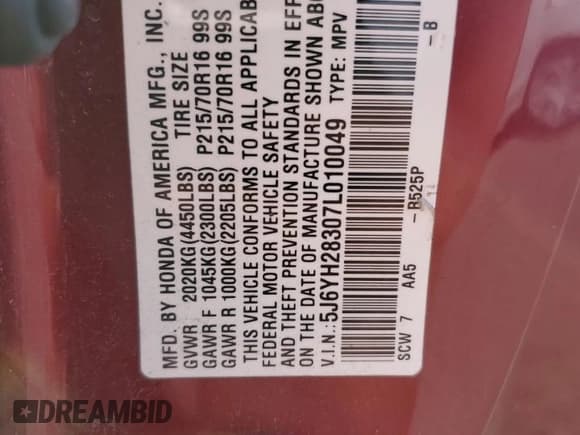 MFD. BY HONDA OF AMERICA MFG., INC.
GVWR 2020KG(4450LBS) TIRE SIZE
GAWR F 1045KG(2300LBS) P215/70R16 99S
GAWR R 1000KG(2205LBS) P215/70R16 99S
THIS VEHICLE CONFORMS TO ALL APPLICAB
FEDERAL MOTOR VEHICLE SAFETY
AND THEFT PREVENTION STANDARDS IN EFF
ON THE DATE OF MANUFACTURE SHOWN ABO
V.I.N.: 5J6YH28307L010049 TYPE: MPV
SCW 7 AA5 -R525P -B
DREAMBID